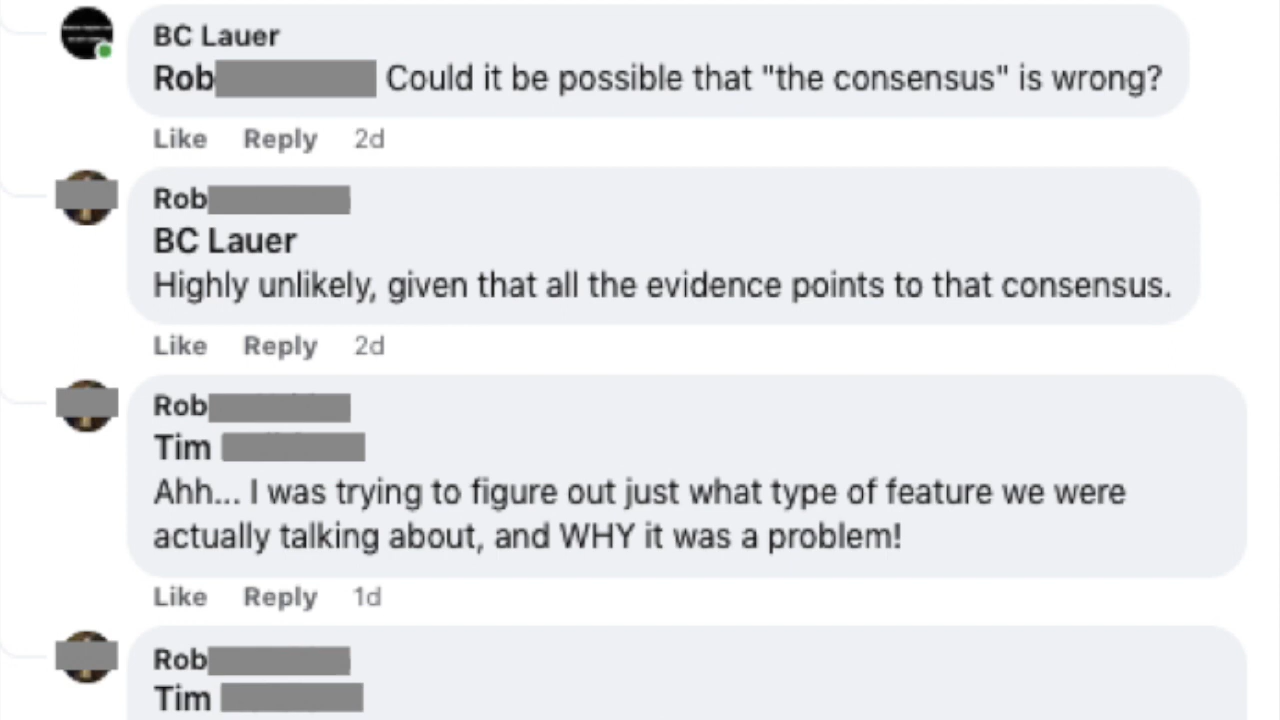 BC Lauer
Rob Could it be possible that "the consensus" is wrong?
Like Reply 2d
Rob
BC Lauer
Highly unlikely, given that all the evidence points to that consensus.
Like Reply 2d
Rob
Tim
Ahh... I was trying to figure out just what type of feature we were
actually talking about, and WHY it was a problem!
Like Reply 1d
Rob
Tim